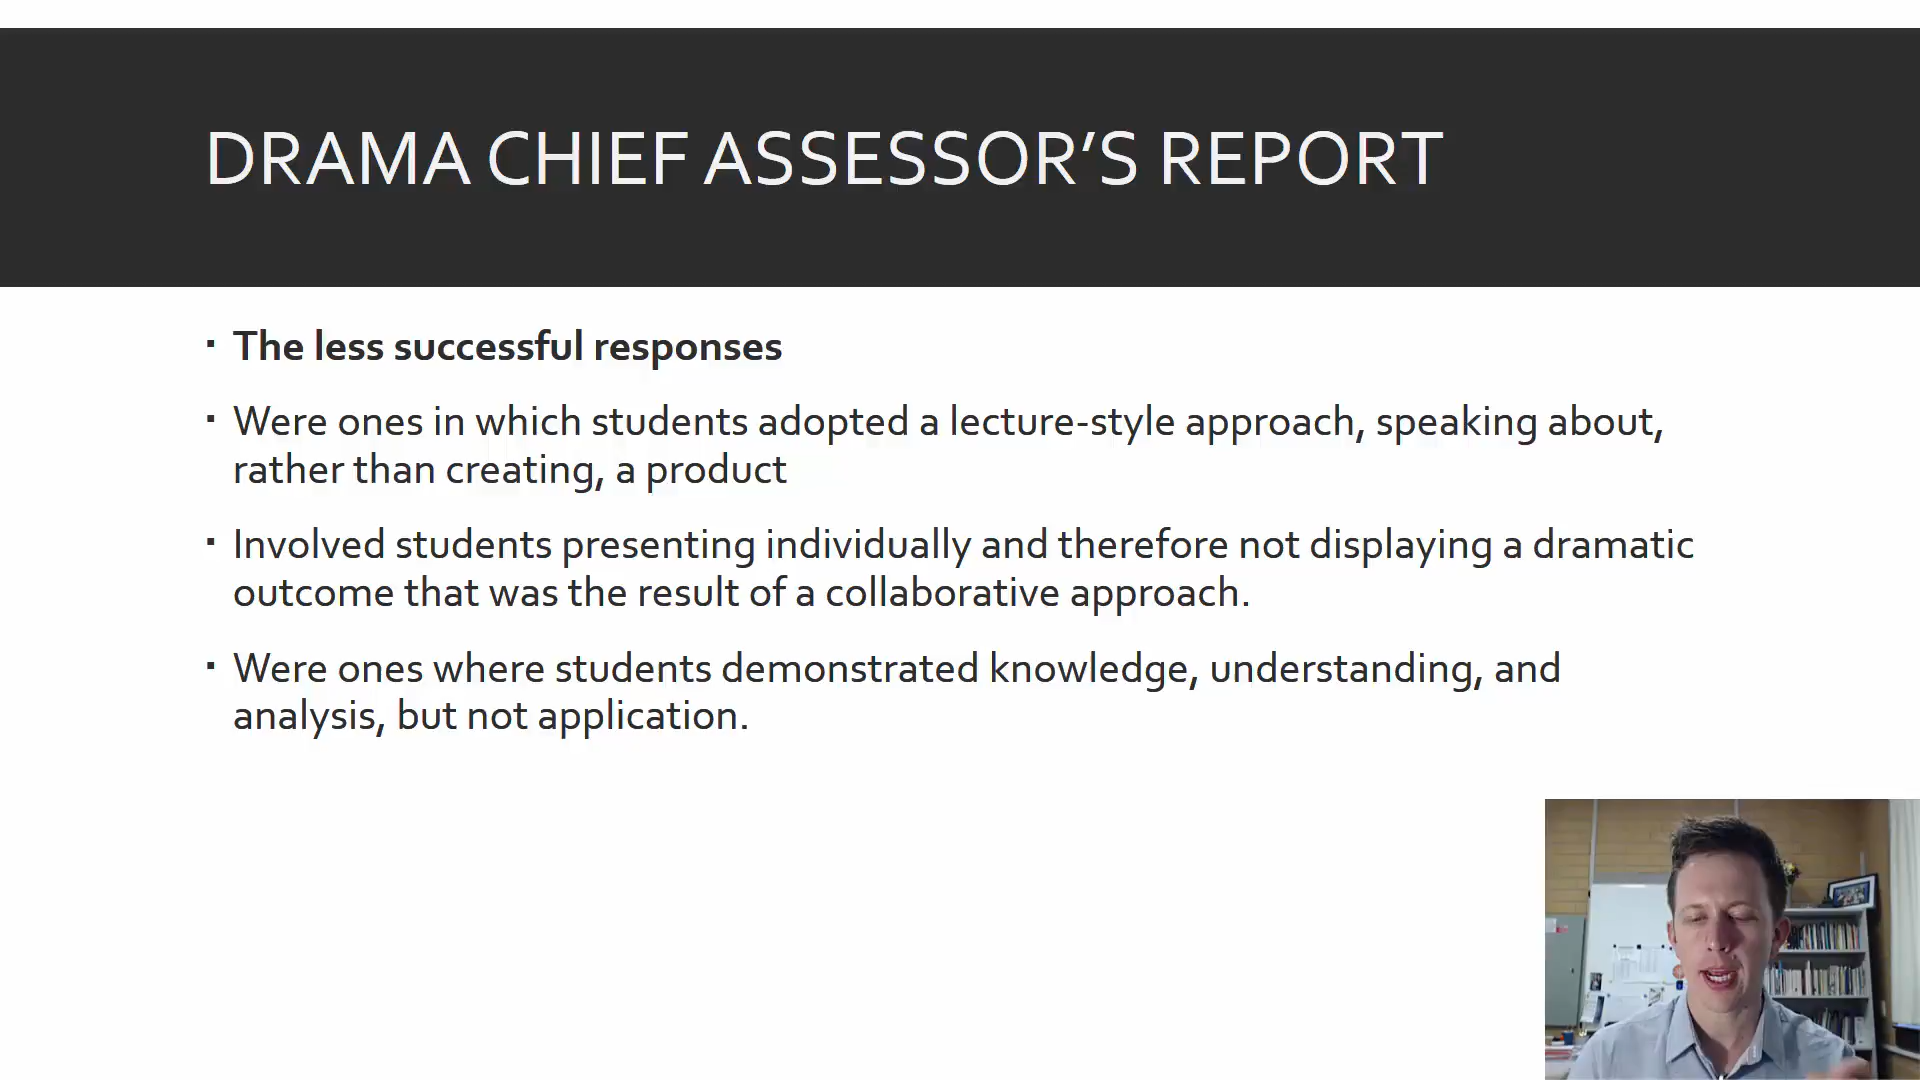 DRAMA CHIEF ASSESSOR’S REPORT
▪ The less successful responses
▪ Were ones in which students adopted a lecture-style approach, speaking about,
rather than creating, a product
▪ Involved students presenting individually and therefore not displaying a dramatic
outcome that was the result of a collaborative approach.
▪ Were ones where students demonstrated knowledge, understanding, and
analysis, but not application.